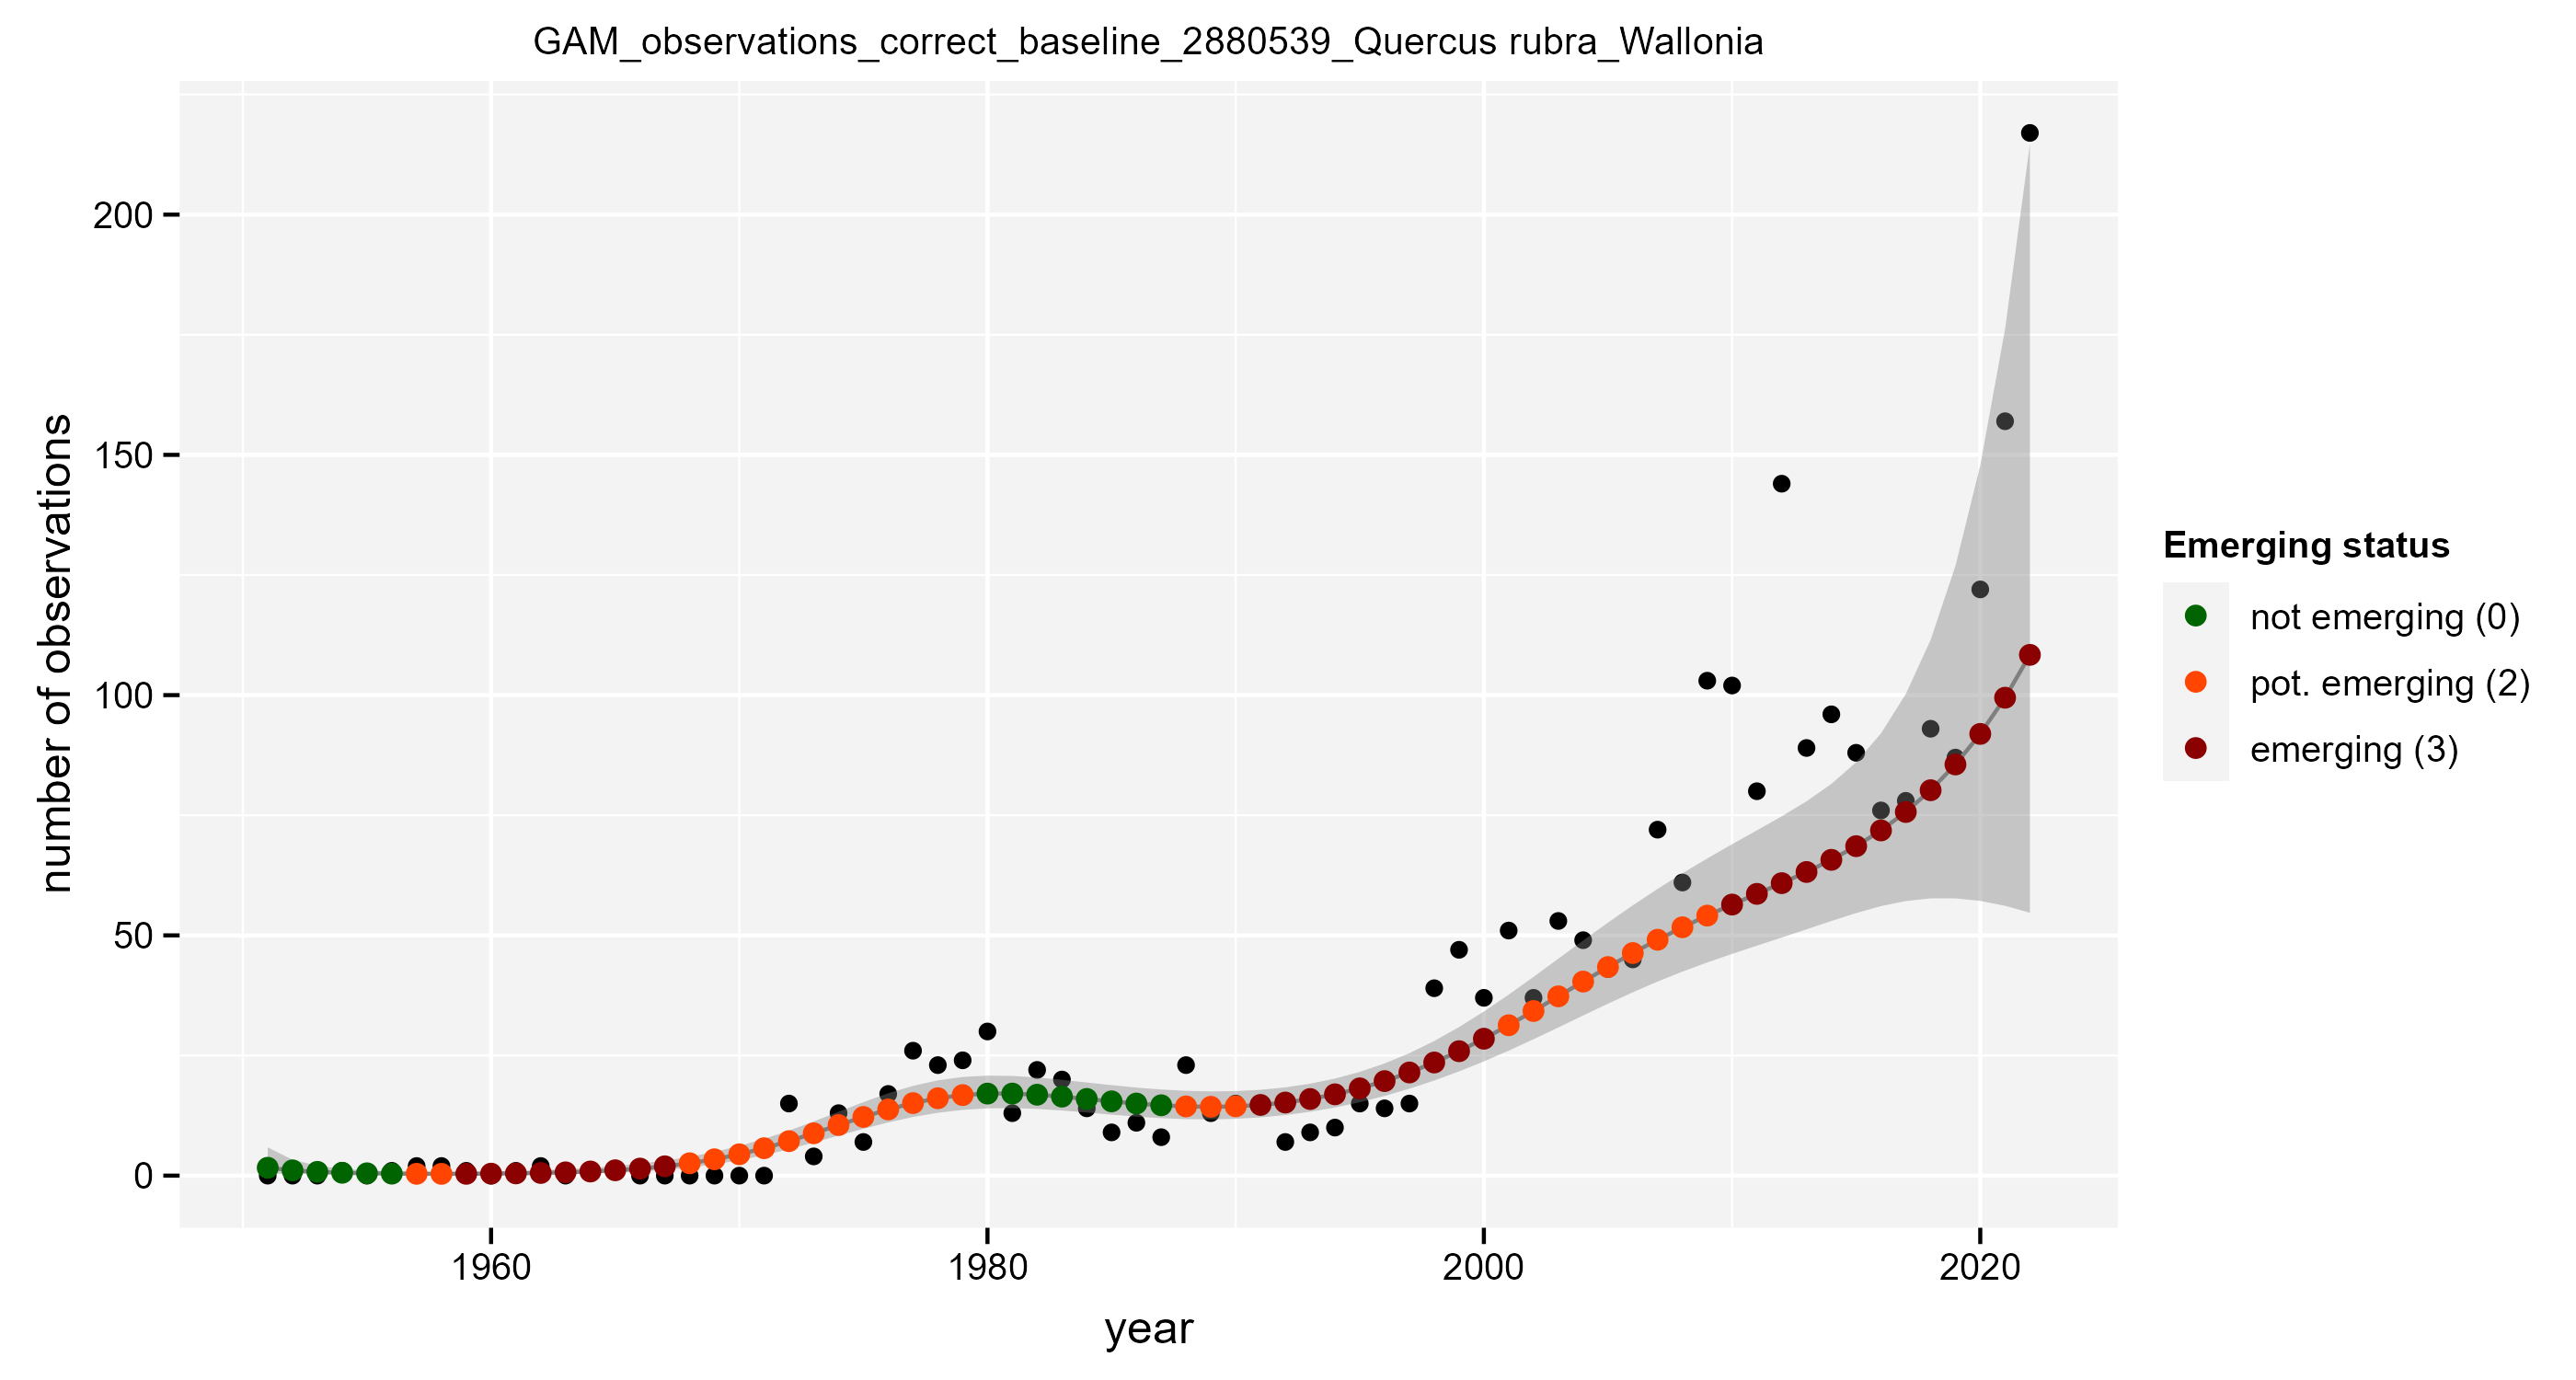 GAM_observations_correct_baseline_2880539_Quercus rubra_Wallonia
number of observations
200
150
100
50
0
1960
1980
2000
2020
year
Emerging status
not emerging (0)
pot. emerging (2)
emerging (3)